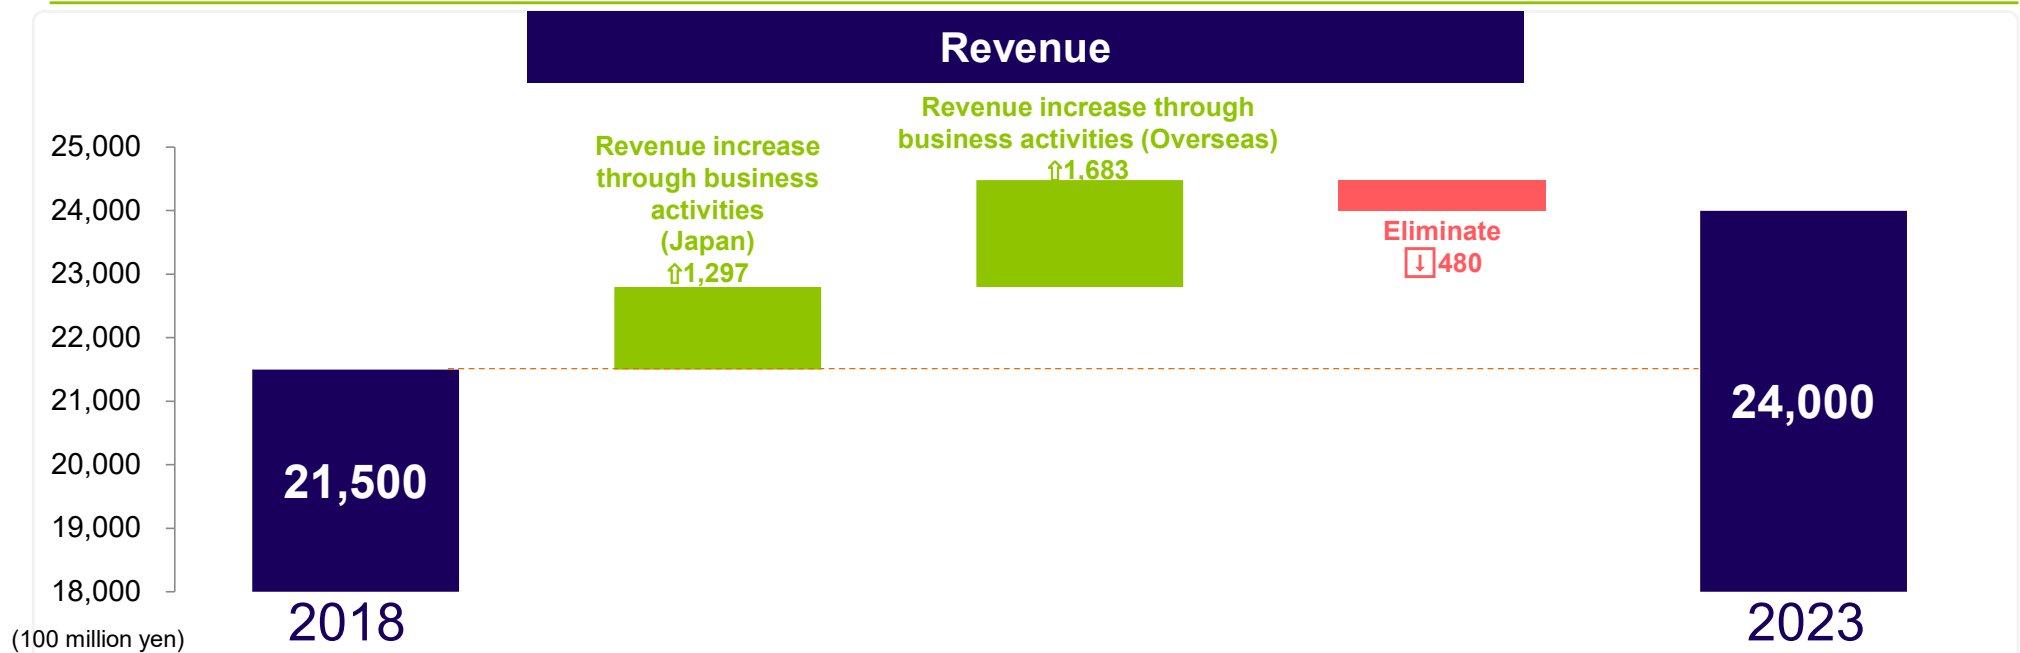 Revenue
25,000
24,000
23,000
22,000
21,000
20,000
19,000
18,000
(100 million yen)
21,500
2018
Revenue increase
through business
activities
(Japan)
⇧1,297
Revenue increase through
business activities (Overseas)
⇧1,683
Eliminate
↓480
24,000
2023